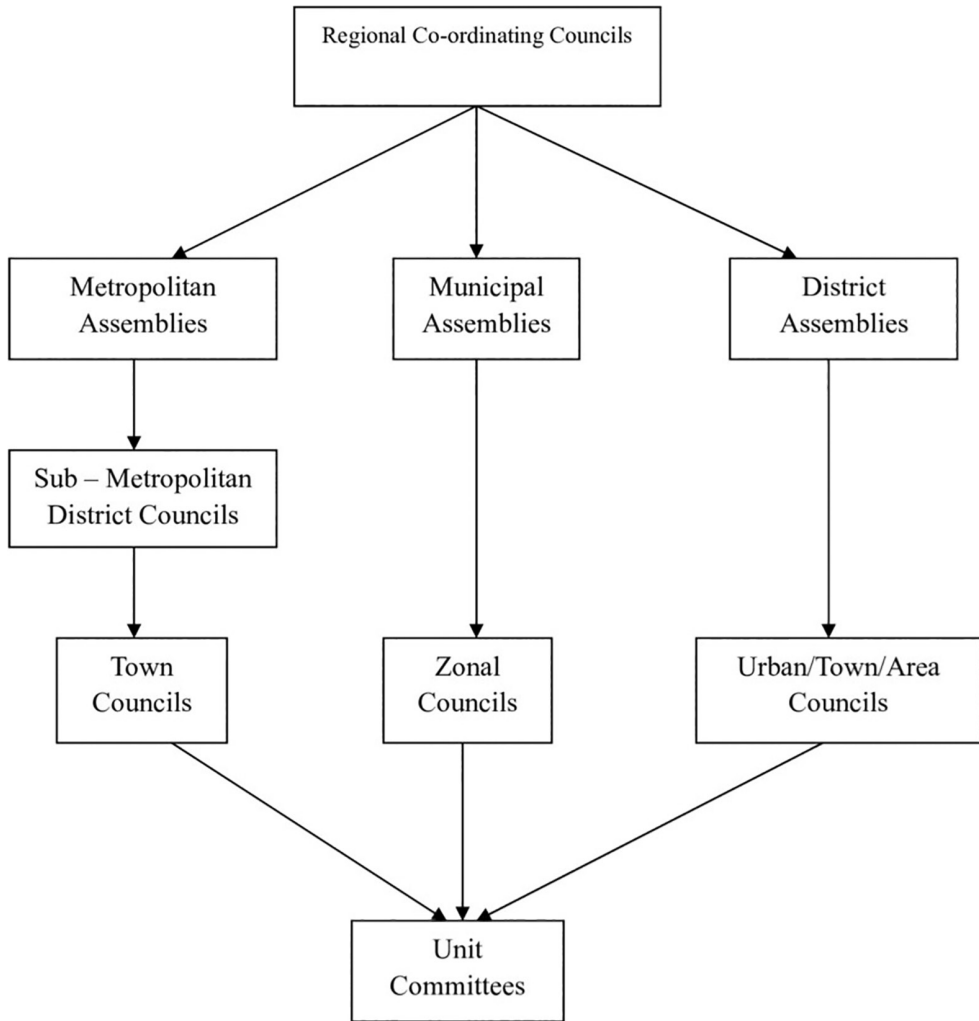 Regional Co-ordinating Councils
Metropolitan
Assemblies
Municipal
Assemblies
District
Assemblies
Sub – Metropolitan
District Councils
Town
Councils
Zonal
Councils
Urban/Town/Area
Councils
Unit
Committees